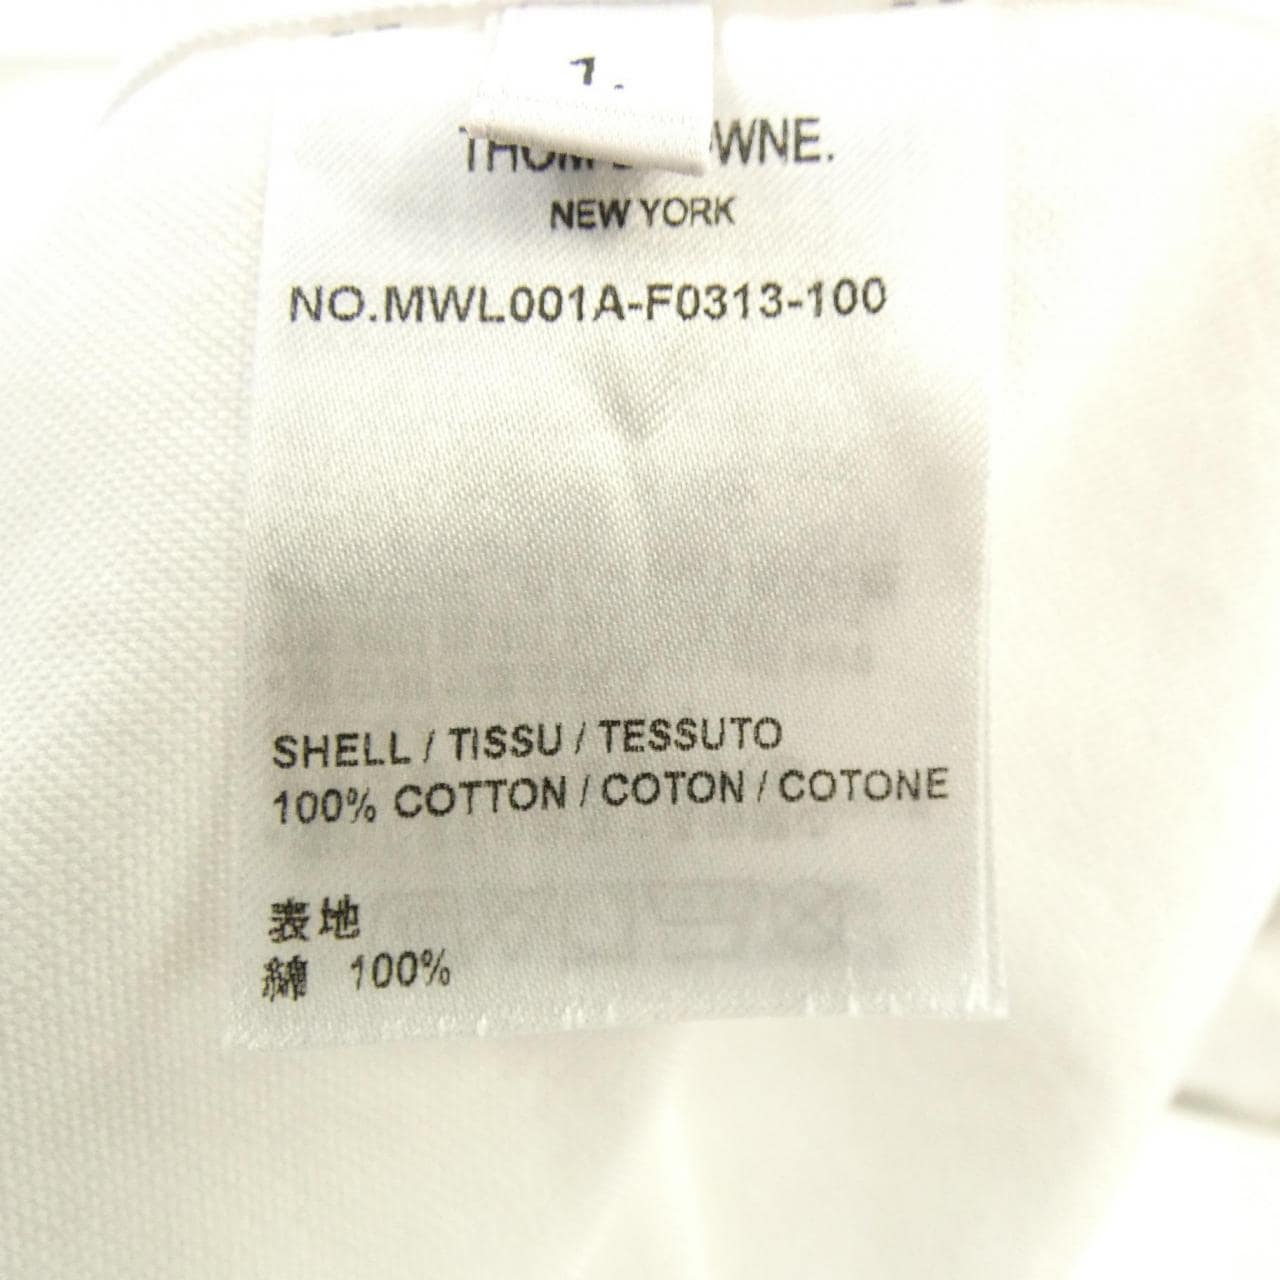 1.
NEW YORK
NO.MWL001A-F0313-100
SHELL / TISSU / TESSUTO
100% COTTON / COTON / COTONE
表地
綿 100%